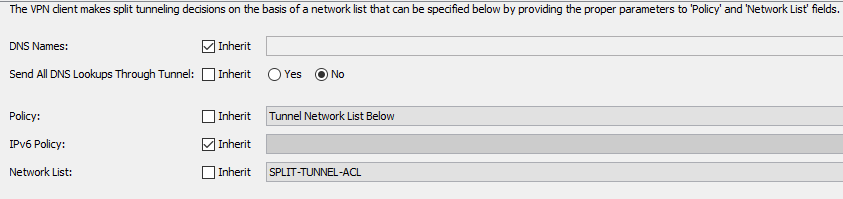 The VPN client makes split tunneling decisions on the basis of a network list that can be specified below by providing the proper parameters to 'Policy' and 'Network List' fields.
DNS Names: Inherit
Send All DNS Lookups Through Tunnel: Inherit Yes No
Policy: Inherit Tunnel Network List Below
IPv6 Policy: Inherit
Network List: Inherit SPLIT-TUNNEL-ACL